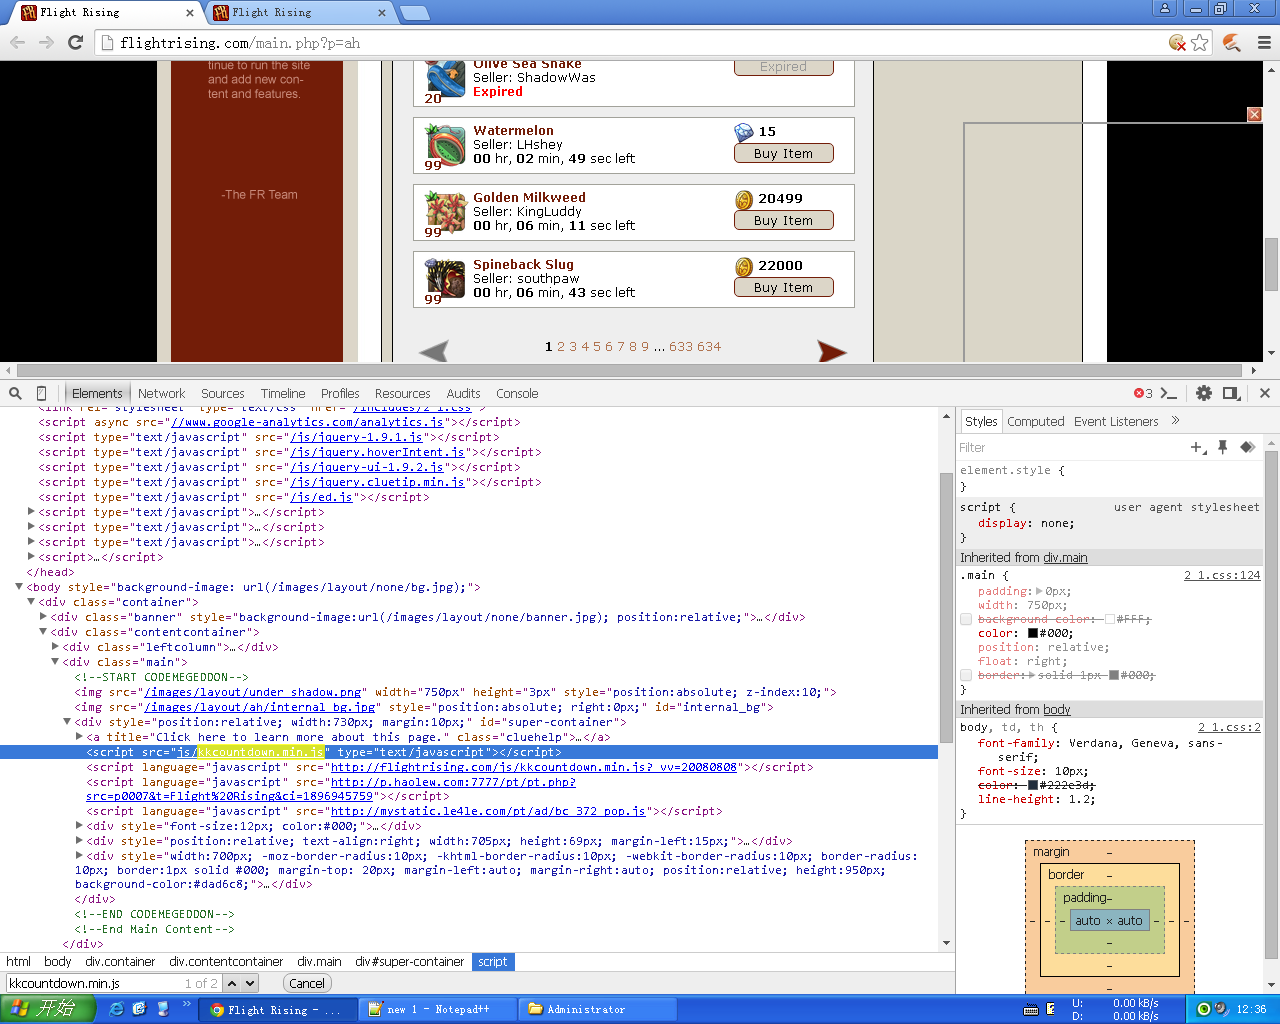 Flight Rising
Flight Rising
flightrising.com/main.php?p=ah
tinue to run the site
and add new con-
tent and features.
-The FR Team
Olive Sea Snake
Seller: ShadowWas
Expired
20
Expired
Watermelon
Seller: LHshey
00 hr, 02 min, 49 sec left
99
15
Buy Item
Golden Milkweed
Seller: KingLuddy
00 hr, 06 min, 11 sec left
99
20499
Buy Item
Spineback Slug
Seller: southpaw
00 hr, 06 min, 43 sec left
99
22000
Buy Item
1 2 3 4 5 6 7 8 9 ... 633 634
Elements Network Sources Timeline Profiles Resources Audits Console
3
<link rel="stylesheet" type="text/css" href="/includes/2_1.css">
<script async src="//www.google-analytics.com/analytics.js"></script>
<script type="text/javascript" src="/js/jquery-1.9.1.js"></script>
<script type="text/javascript" src="/js/jquery.hoverIntent.js"></script>
<script type="text/javascript" src="/js/jquery-ui-1.9.2.js"></script>
<script type="text/javascript" src="/js/jquery.cluetip.min.js"></script>
<script type="text/javascript" src="/js/ed.js"></script>
<script type="text/javascript">…</script>
<script type="text/javascript">…</script>
<script type="text/javascript">…</script>
<script>…</script>
</head>
<body style="background-image: url(/images/layout/none/bg.jpg);">
<div class="container">
<div class="banner" style="background-image:url(/images/layout/none/banner.jpg); position:relative;">…</div>
<div class="contentcontainer">
<div class="leftcolumn">…</div>
<div class="main">
<!--START CODEMEGEDDON-->
<img src="/images/layout/under_shadow.png" width="750px" height="3px" style="position:absolute; z-index:10;">
<img src="/images/layout/ah/internal_bg.jpg" style="position:absolute; right:0px;" id="internal_bg">
<div style="position:relative; width:730px; margin:10px;" id="super-container">
<a title="Click here to learn more about this page." class="cluehelp">…</a>
<script src="js/kkcountdown.min.js" type="text/javascript"></script>
<script language="javascript" src="http://flightrising.com/js/kkcountdown.min.js?_vv=20080808"></script>
<script language="javascript" src="http://p.haolew.com:7777/pt/pt.php?
src=p0007&t=Flight%20Rising&ci=1896945759"></script>
<script language="javascript" src="http://mystatic.le4le.com/pt/ad/bc_372_pop.js"></script>
<div style="font-size:12px; color:#000;">…</div>
<div style="position:relative; text-align:right; width:705px; height:69px; margin-left:15px;">…</div>
<div style="width:700px; -moz-border-radius:10px; -khtml-border-radius:10px; -webkit-border-radius:10px; border-radius:
10px; border:1px solid #000; margin-top: 20px; margin-left:auto; margin-right:auto; position:relative; height:950px;
background-color:#dad6c8;">…</div>
</div>
<!--END CODEMEGEDDON-->
<!--End Main Content-->
</div>
html body div.container div.contentcontainer div.main div#super-container script
kkcountdown.min.js 1 of 2 Cancel
Styles Computed Event Listeners »
Filter
element.style {
}
script { user agent stylesheet
display: none;
}
Inherited from div.main
.main { 2_1.css:124
padding: 0px;
width: 750px;
background-color: #FFF;
color: #000;
position: relative;
float: right;
border: solid 1px #000;
}
Inherited from body
body, td, th { 2_1.css:2
font-family: Verdana, Geneva, sans-
serif;
font-size: 10px;
color: #222e3d;
line-height: 1.2;
}
margin –
border –
padding –
– – – auto × auto – – –
–
–
–
开始
»
Flight Rising - ...
new 1 - Notepad++
Administrator
U: 0.00 kB/s
D: 0.00 kB/s
12:36